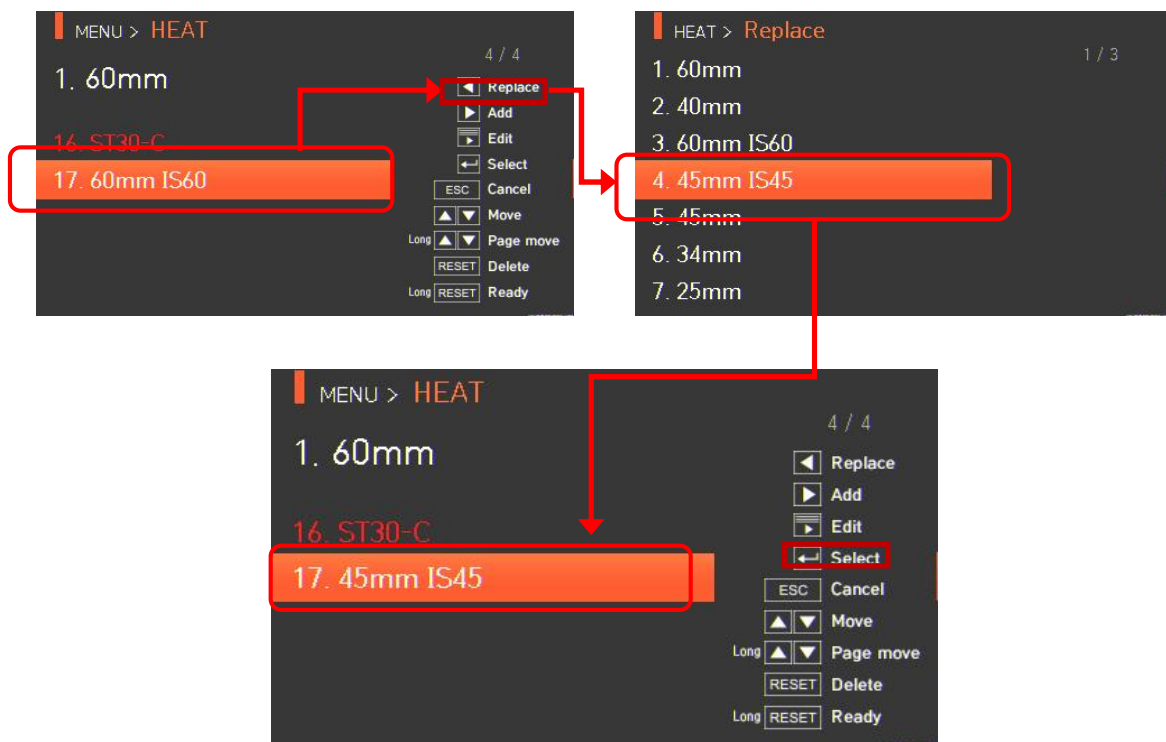 MENU > HEAT
4 / 4
1. 60mm
Replace
Add
16. ST30-C
Edit
Select
17. 60mm IS60
ESC Cancel
Move
Long Page move
RESET Delete
Long RESET Ready
HEAT > Replace
1 / 3
1. 60mm
2. 40mm
3. 60mm IS60
4. 45mm IS45
5. 45mm
6. 34mm
7. 25mm
MENU > HEAT
4 / 4
1. 60mm
Replace
Add
16. ST30-C
Edit
Select
17. 45mm IS45
ESC Cancel
Move
Long Page move
RESET Delete
Long RESET Ready